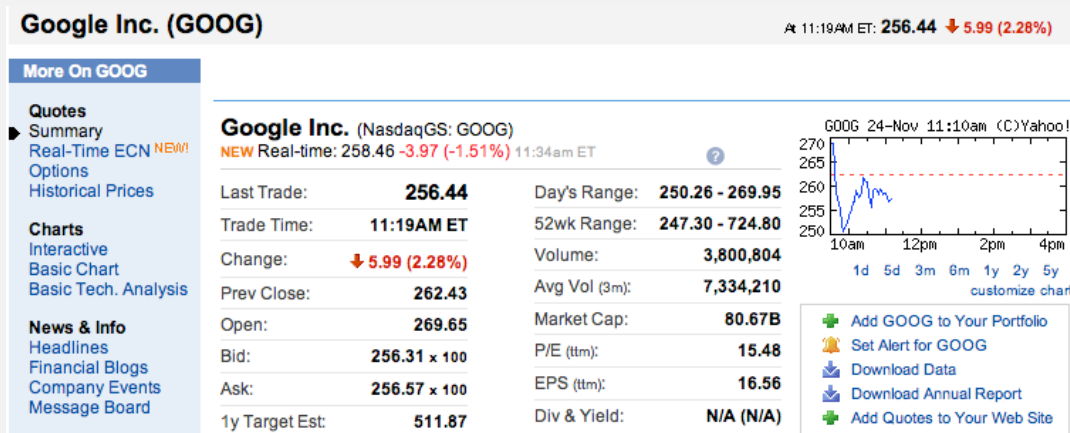 Google Inc. (GOOG)
At 11:19AM ET: 256.44 5.99 (2.28%)
More On GOOG
Quotes
Summary
Real-Time ECN NEW!
Options
Historical Prices
Charts
Interactive
Basic Chart
Basic Tech. Analysis
News & Info
Headlines
Financial Blogs
Company Events
Message Board
Google Inc. (NasdaqGS: GOOG)
NEW Real-time: 258.46 -3.97 (-1.51%) 11:34am ET
?
Last Trade: 256.44
Trade Time: 11:19AM ET
Change: 5.99 (2.28%)
Prev Close: 262.43
Open: 269.65
Bid: 256.31 x 100
Ask: 256.57 x 100
1y Target Est: 511.87
Day's Range: 250.26 - 269.95
52wk Range: 247.30 - 724.80
Volume: 3,800,804
Avg Vol (3m): 7,334,210
Market Cap: 80.67B
P/E (ttm): 15.48
EPS (ttm): 16.56
Div & Yield: N/A (N/A)
GOOG 24-Nov 11:10am (C)Yahoo!
270
265
260
255
250
10am 12pm 2pm 4pm
1d 5d 3m 6m 1y 2y 5y
customize chart
Add GOOG to Your Portfolio
Set Alert for GOOG
Download Data
Download Annual Report
Add Quotes to Your Web Site